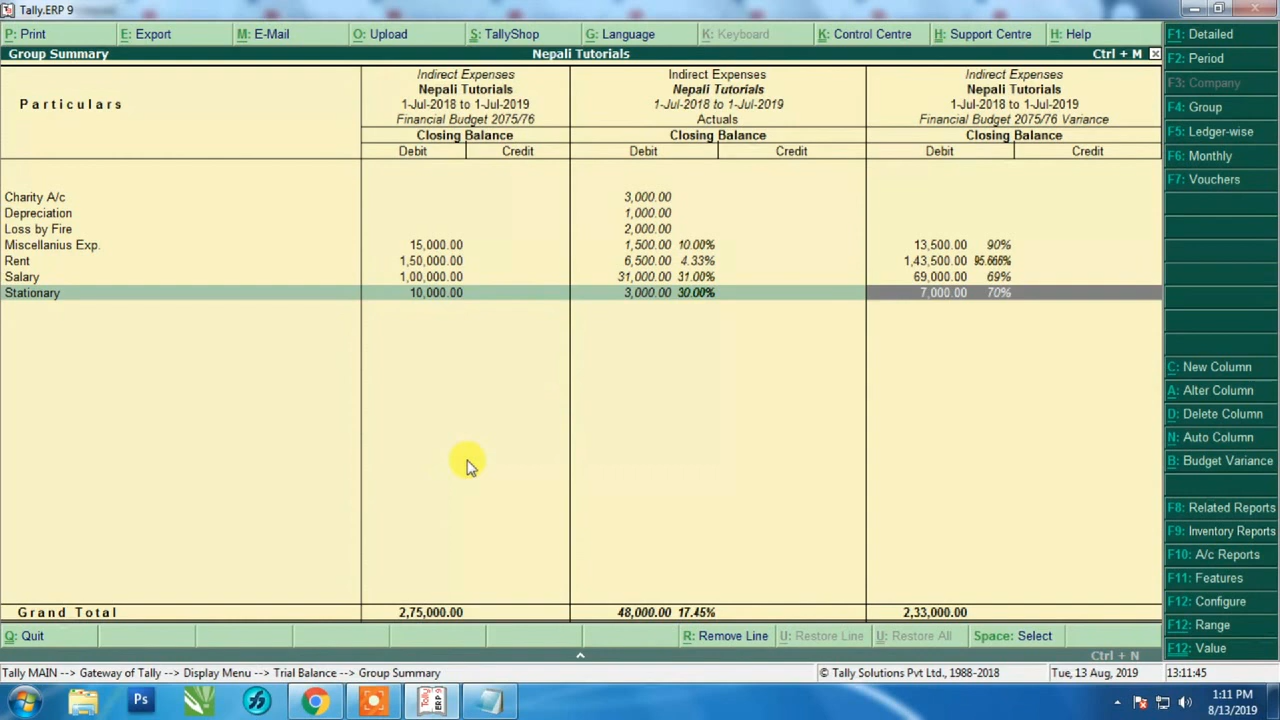 Tally.ERP 9
P: Print E: Export M: E-Mail O: Upload S: TallyShop G: Language K: Keyboard K: Control Centre H: Support Centre H: Help
Group Summary Nepali Tutorials Ctrl + M
Particulars
Indirect Expenses Indirect Expenses Indirect Expenses
Nepali Tutorials Nepali Tutorials Nepali Tutorials
1-Jul-2018 to 1-Jul-2019 1-Jul-2018 to 1-Jul-2019 1-Jul-2018 to 1-Jul-2019
Financial Budget 2075/76 Actuals Financial Budget 2075/76 Variance
Closing Balance Closing Balance Closing Balance
Debit Credit Debit Credit Debit Credit
Charity A/c 3,000.00
Depreciation 1,000.00
Loss by Fire 2,000.00
Miscellanius Exp. 15,000.00 1,500.00 10.00% 13,500.00 90%
Rent 1,50,000.00 6,500.00 4.33% 1,43,500.00 95.666%
Salary 1,00,000.00 31,000.00 31.00% 69,000.00 69%
Stationary 10,000.00 3,000.00 30.00% 7,000.00 70%
Grand Total 2,75,000.00 48,000.00 17.45% 2,33,000.00
Q: Quit R: Remove Line U: Restore Line U: Restore All Space: Select
Ctrl + N
F1: Detailed
F2: Period
F3: Company
F4: Group
F5: Ledger-wise
F6: Monthly
F7: Vouchers
C: New Column
A: Alter Column
D: Delete Column
N: Auto Column
B: Budget Variance
F8: Related Reports
F9: Inventory Reports
F10: A/c Reports
F11: Features
F12: Configure
F12: Range
F12: Value
Tally MAIN --> Gateway of Tally --> Display Menu --> Trial Balance --> Group Summary © Tally Solutions Pvt Ltd., 1988-2018 Tue, 13 Aug, 2019 13:11:45
Ps
Tally
ERP 9
1:11 PM
8/13/2019